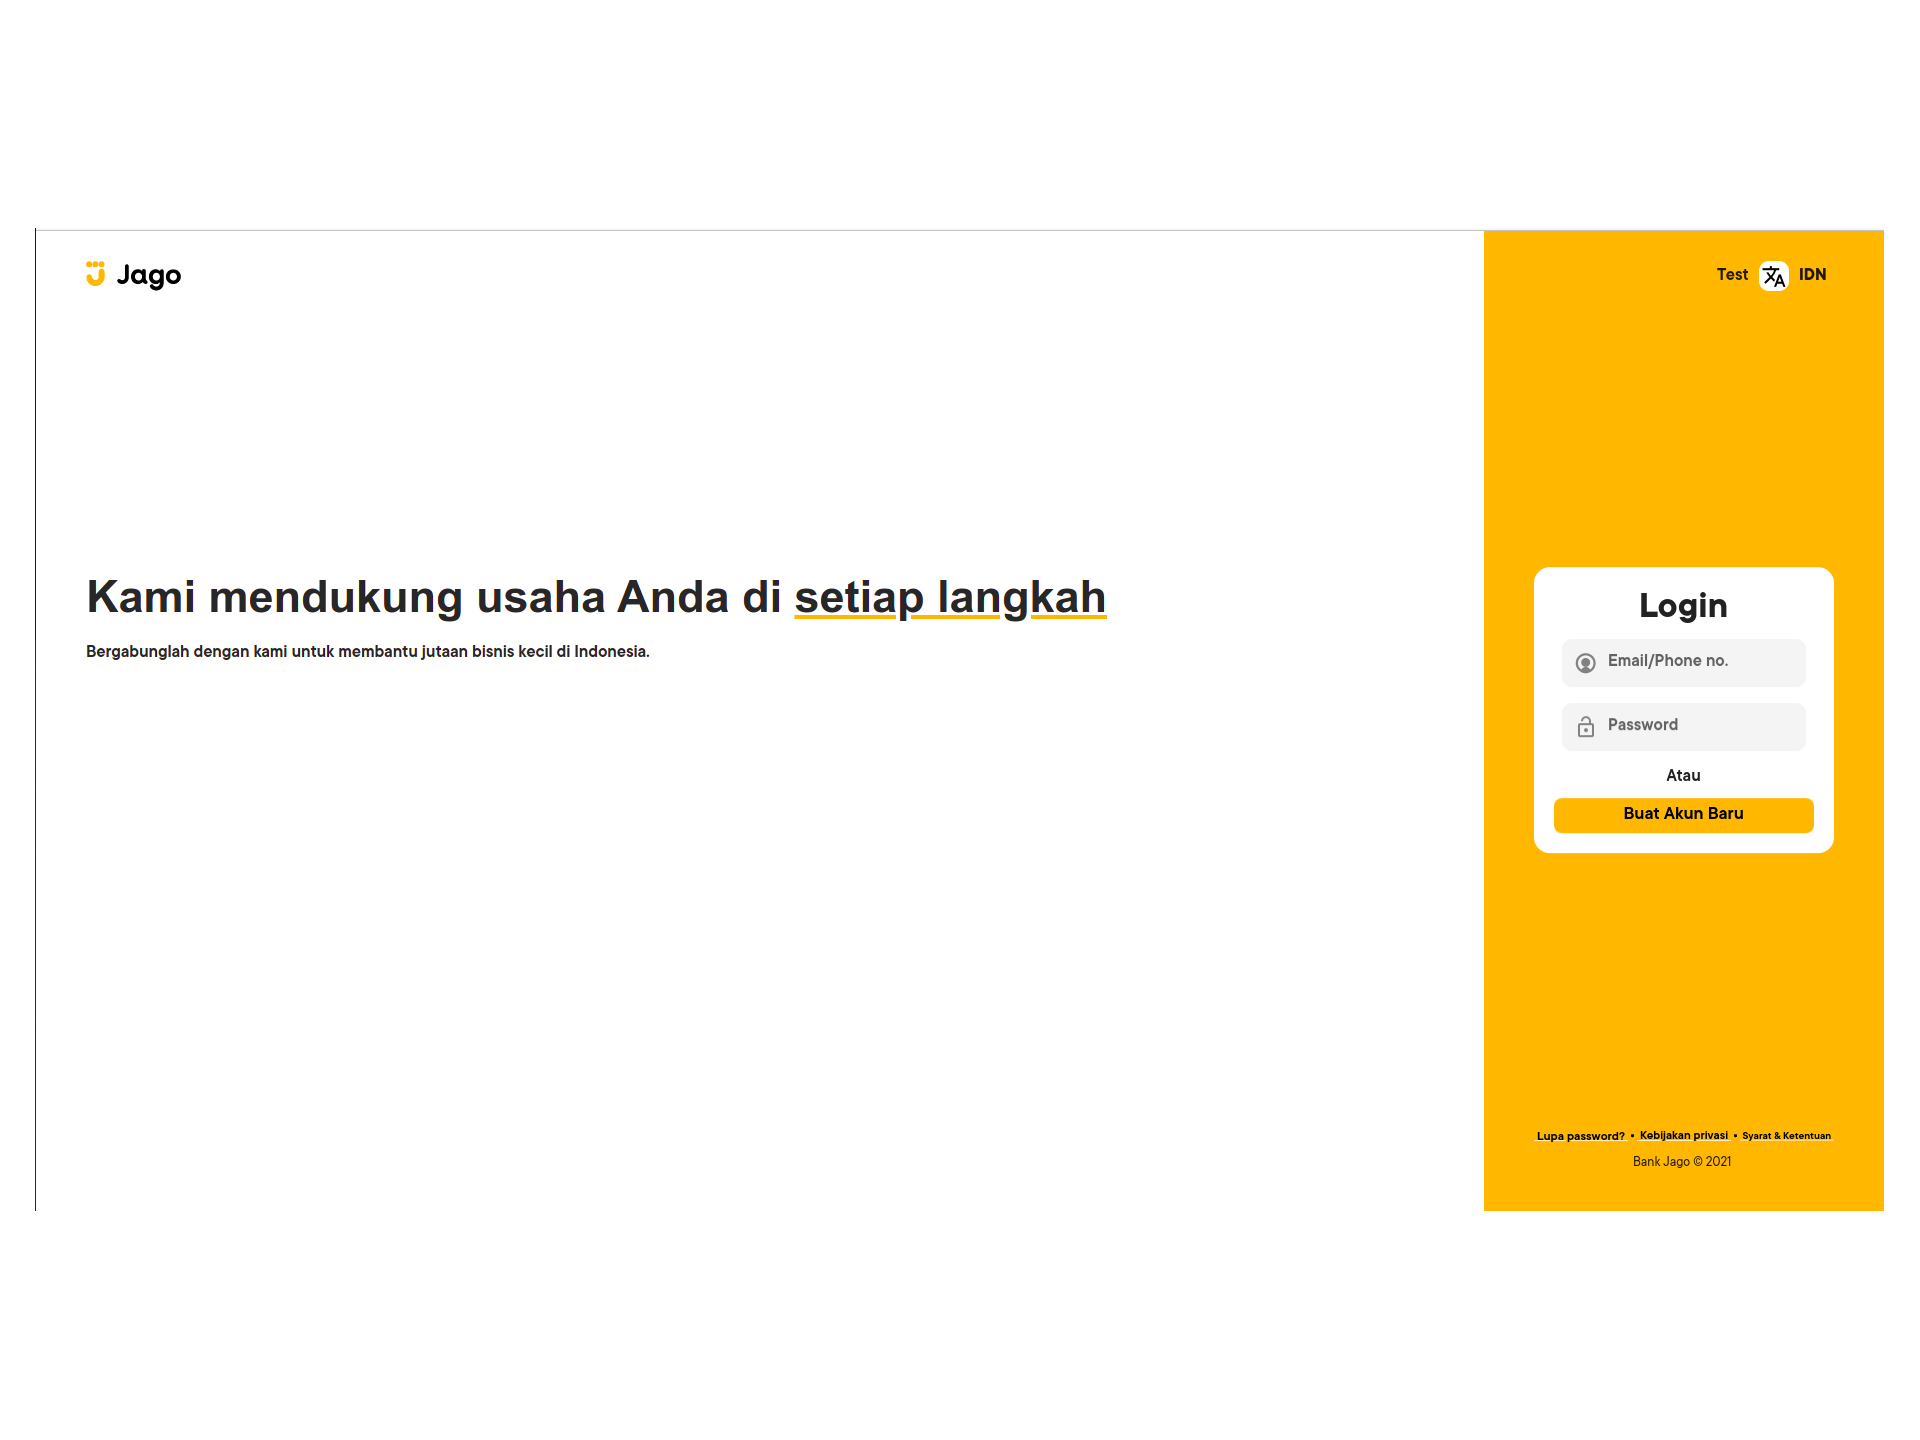 Jago
Test IDN
Kami mendukung usaha Anda di setiap langkah
Bergabunglah dengan kami untuk membantu jutaan bisnis kecil di Indonesia.
Login
Email/Phone no.
Password
Atau
Buat Akun Baru
Lupa password? • Kebijakan privasi • Syarat & Ketentuan
Bank Jago © 2021